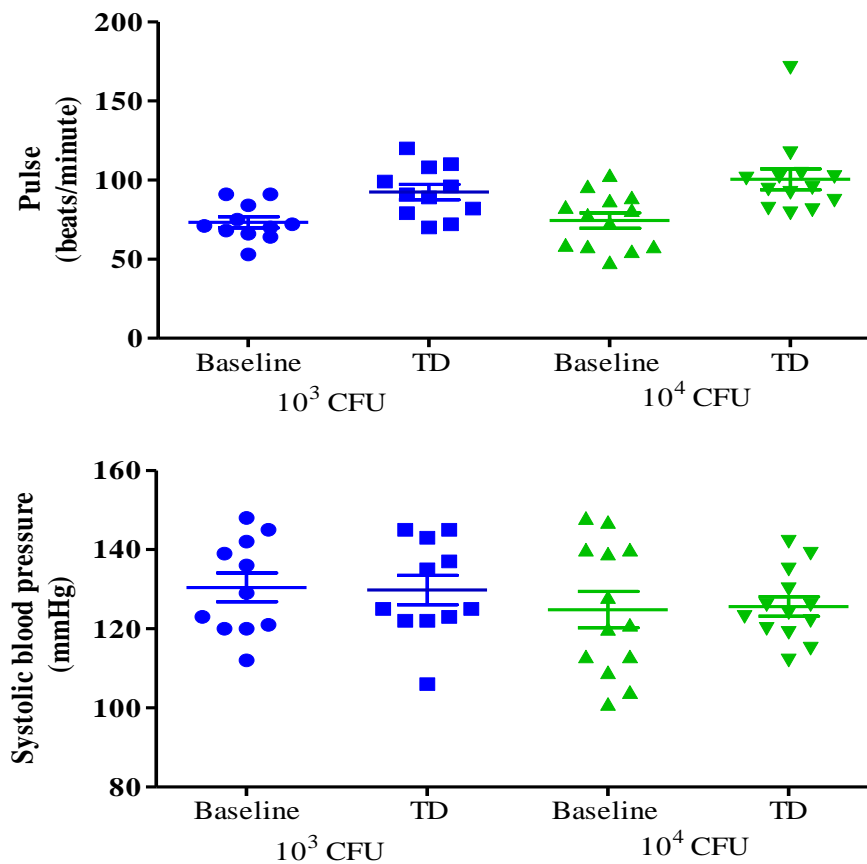 Pulse
(beats/minute)
200
150
100
50
0
Baseline TD Baseline TD
10³ CFU 10⁴ CFU
Systolic blood pressure
(mmHg)
160
140
120
100
80
Baseline TD Baseline TD
10³ CFU 10⁴ CFU